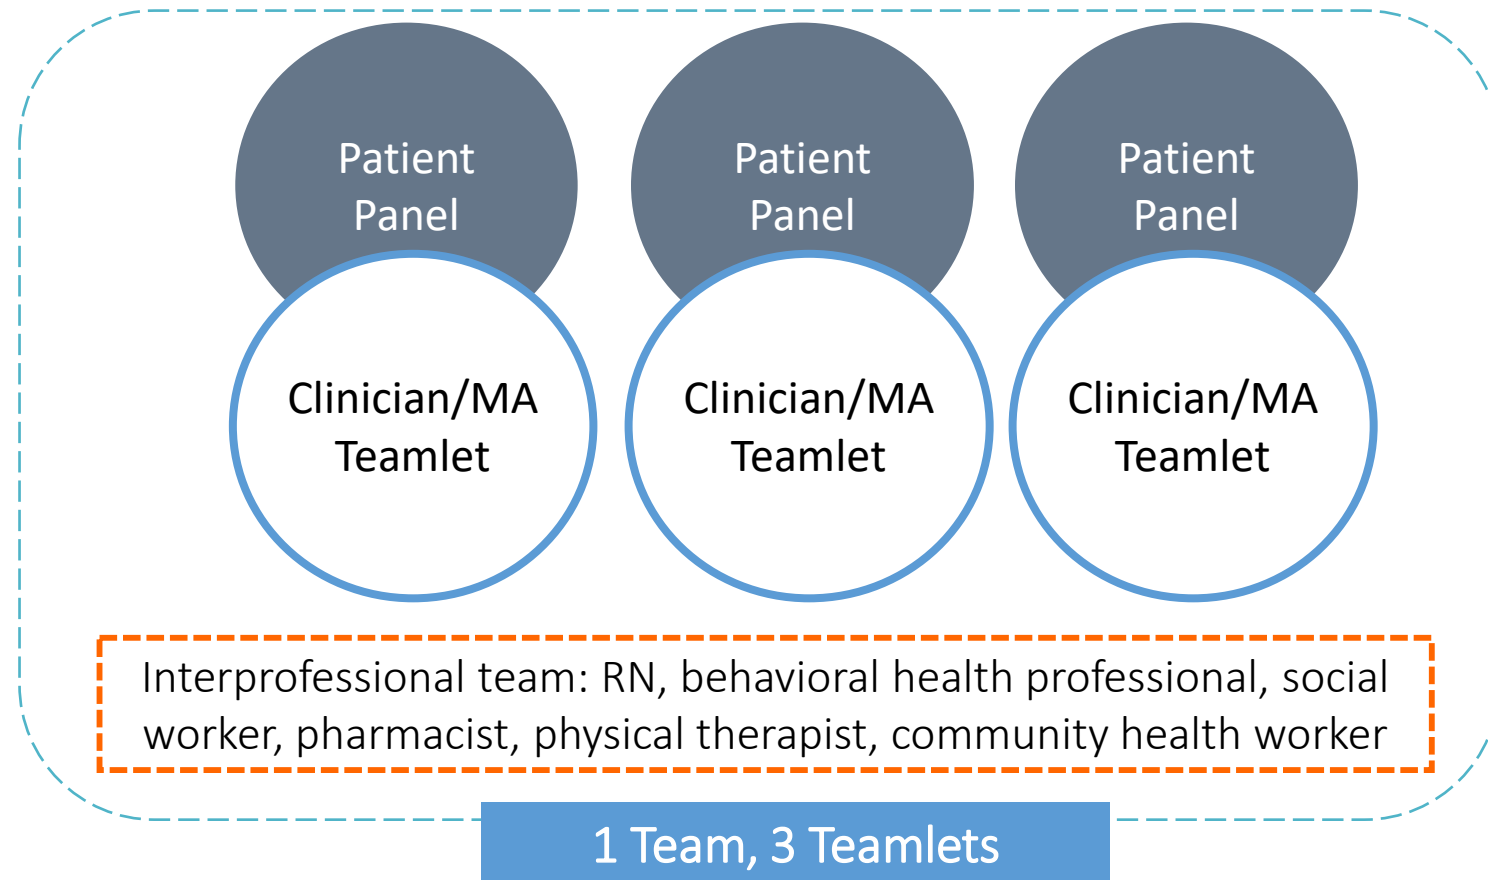 Patient
Panel
Patient
Panel
Patient
Panel
Clinician/MA
Teamlet
Clinician/MA
Teamlet
Clinician/MA
Teamlet
Interprofessional team: RN, behavioral health professional, social
worker, pharmacist, physical therapist, community health worker
1 Team, 3 Teamlets